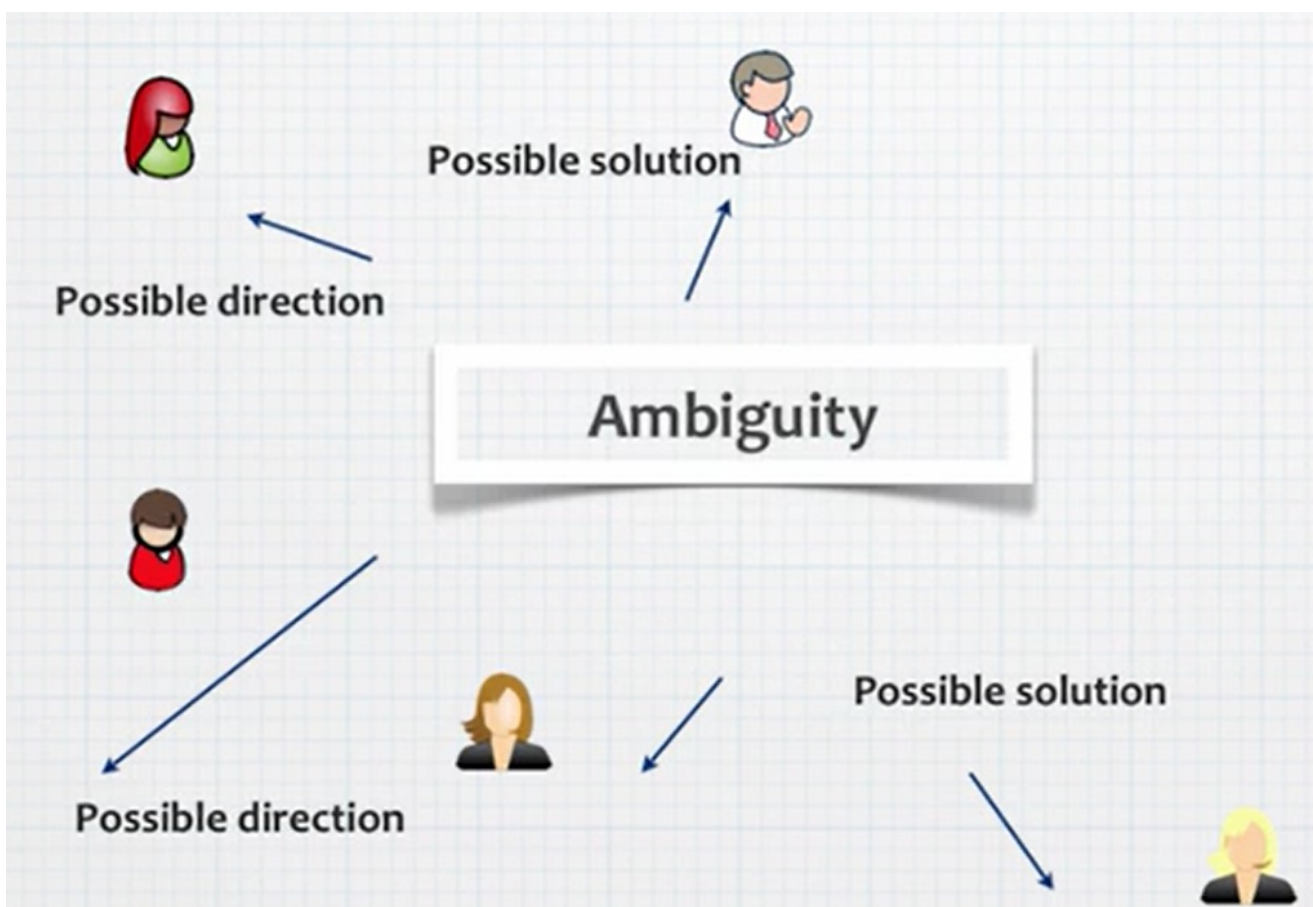 Possible solution
Possible direction
Ambiguity
Possible solution
Possible direction